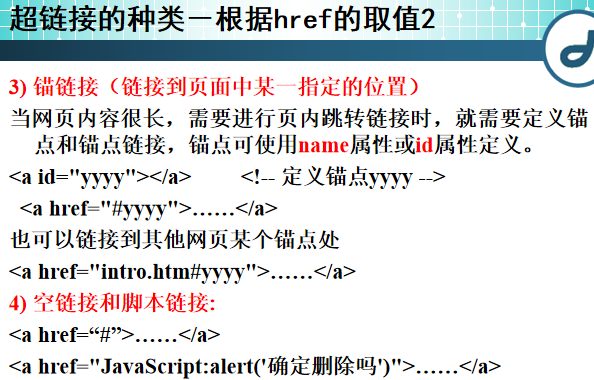 超链接的种类－根据href的取值2
3) 锚链接（链接到页面中某一指定的位置）
当网页内容很长，需要进行页内跳转链接时，就需要定义锚
点和锚点链接，锚点可使用name属性或id属性定义。
<a id="yyyy"></a> <!-- 定义锚点yyyy -->
<a href="#yyyy">……</a>
也可以链接到其他网页某个锚点处
<a href="intro.htm#yyyy">……</a>
4) 空链接和脚本链接:
<a href=“#”>……</a>
<a href="JavaScript:alert('确定删除吗')">……</a>